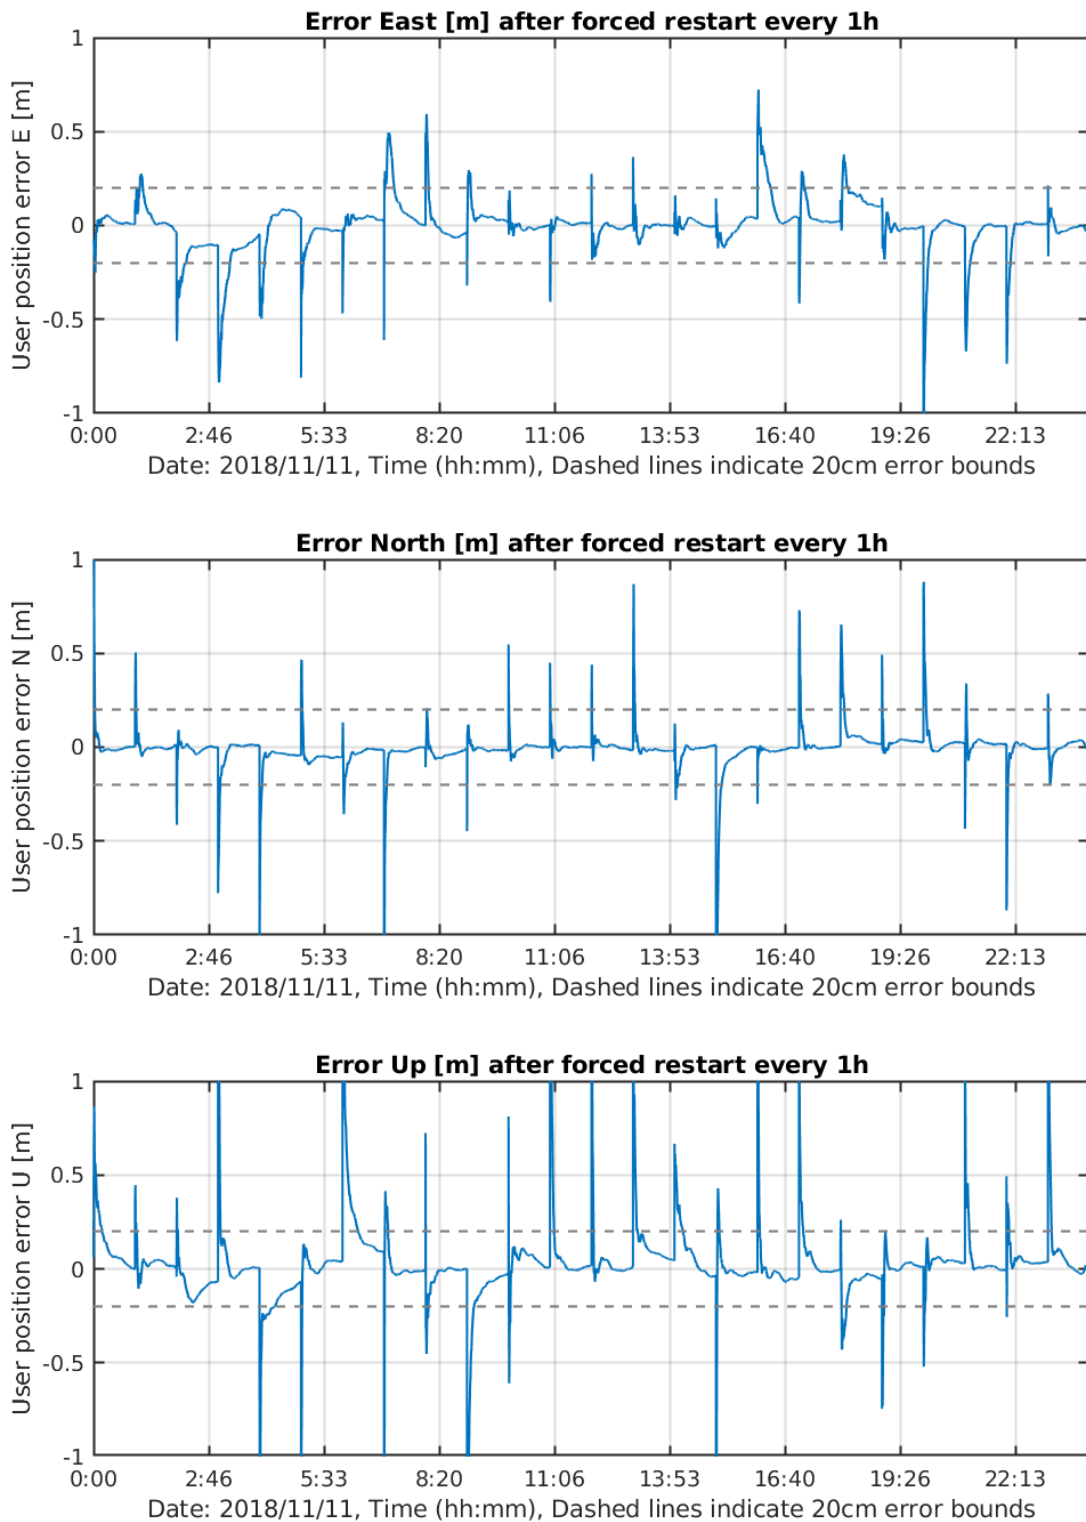 Error East [m] after forced restart every 1h
User position error E [m]
1
0.5
0
-0.5
-1
0:00 2:46 5:33 8:20 11:06 13:53 16:40 19:26 22:13
Date: 2018/11/11, Time (hh:mm), Dashed lines indicate 20cm error bounds
Error North [m] after forced restart every 1h
User position error N [m]
1
0.5
0
-0.5
-1
0:00 2:46 5:33 8:20 11:06 13:53 16:40 19:26 22:13
Date: 2018/11/11, Time (hh:mm), Dashed lines indicate 20cm error bounds
Error Up [m] after forced restart every 1h
User position error U [m]
1
0.5
0
-0.5
-1
0:00 2:46 5:33 8:20 11:06 13:53 16:40 19:26 22:13
Date: 2018/11/11, Time (hh:mm), Dashed lines indicate 20cm error bounds